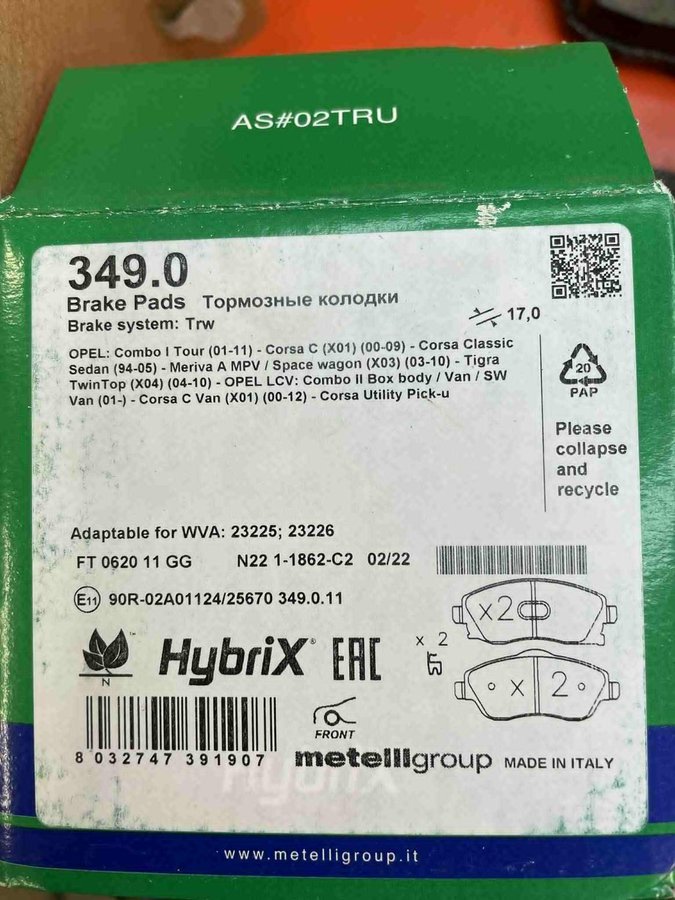 AS#02TRU
349.0
Brake Pads Тормозные колодки
Brake system: Trw
17,0
OPEL: Combo I Tour (01-11) - Corsa C (X01) (00-09) - Corsa Classic
Sedan (94-05) - Meriva A MPV / Space wagon (X03) (03-10) - Tigra
TwinTop (X04) (04-10) - OPEL LCV: Combo II Box body / Van / SW
Van (01-) - Corsa C Van (X01) (00-12) - Corsa Utility Pick-u
20
PAP
Please
collapse
and
recycle
Adaptable for WVA: 23225; 23226
FT 0620 11 GG N22 1-1862-C2 02/22
E11 90R-02A01124/25670 349.0.11
x2
x 2
x 2
N
HybriX® EAC
FRONT
8 032747 391907
metelligroup MADE IN ITALY
HybriX
www.metelligroup.it